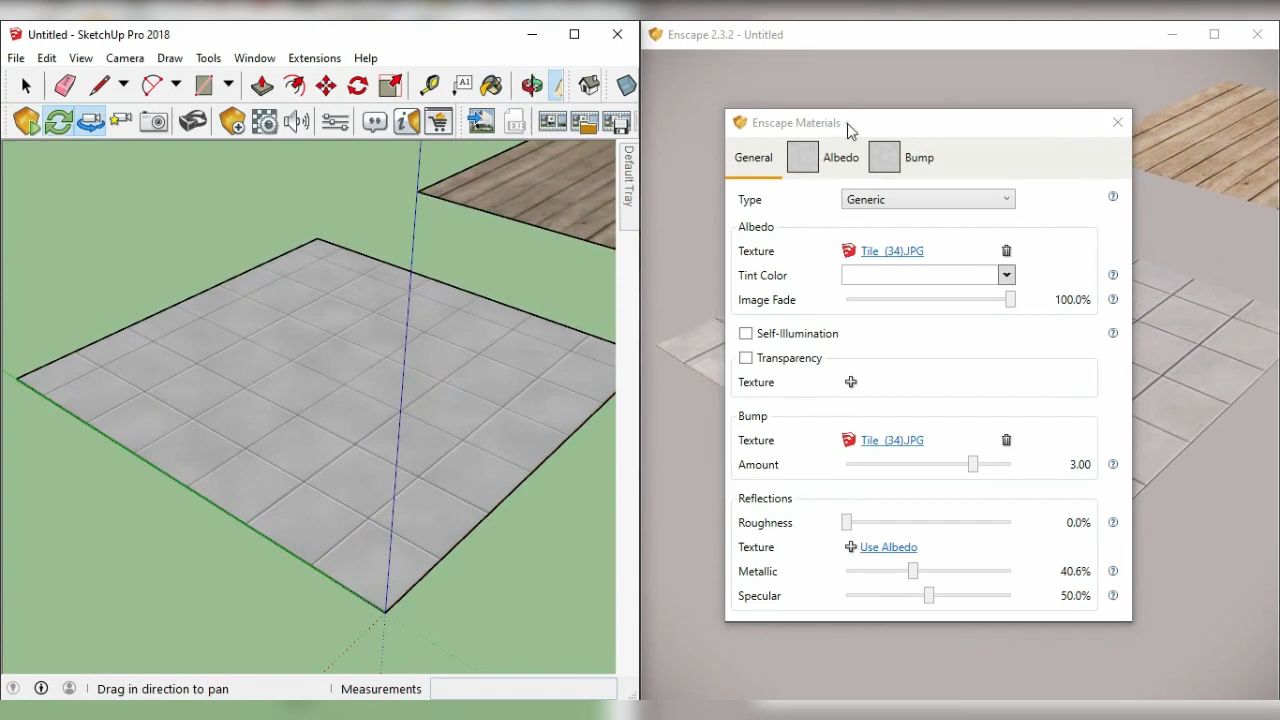 Untitled - SketchUp Pro 2018
File Edit View Camera Draw Tools Window Extensions Help
A1
Default Tray
Drag in direction to pan
Measurements
Enscape 2.3.2 - Untitled
Enscape Materials
General Albedo Bump
Type Generic
Albedo
Texture Tile_(34).JPG
Tint Color
Image Fade 100.0%
Self-Illumination
Transparency
Texture
Bump
Texture Tile_(34).JPG
Amount 3.00
Reflections
Roughness 0.0%
Texture Use Albedo
Metallic 40.6%
Specular 50.0%